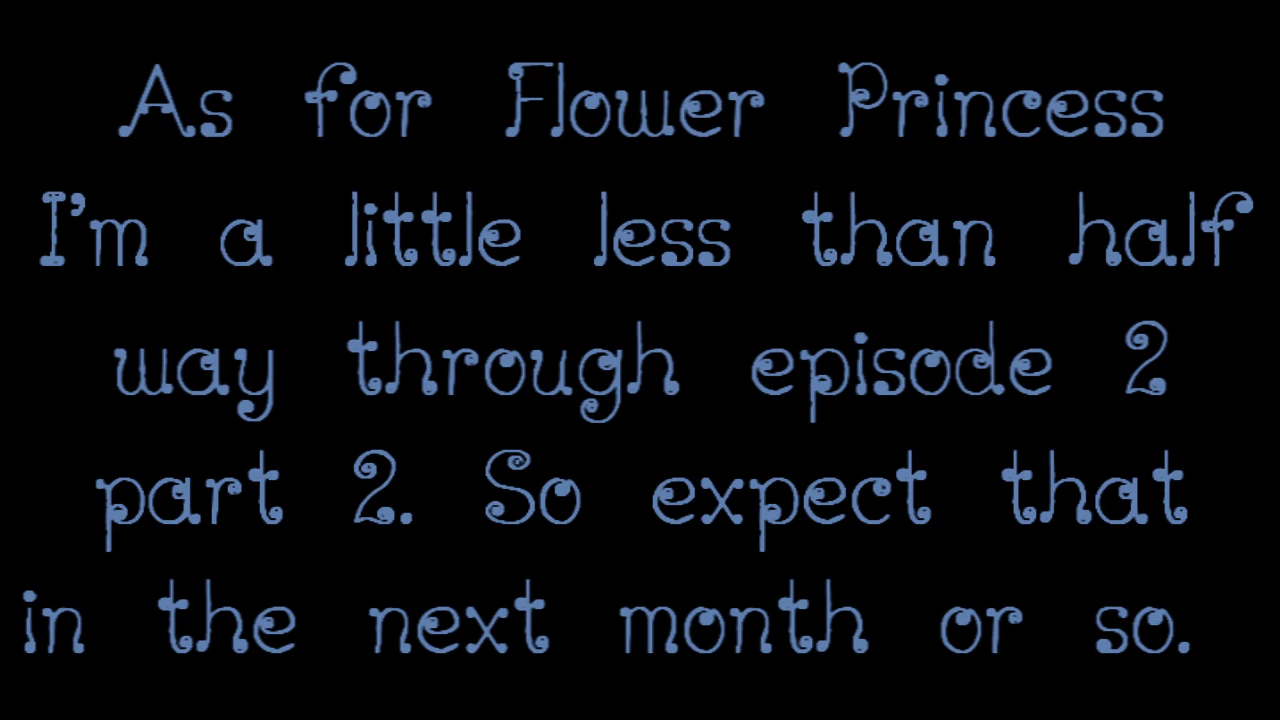 As for Flower Princess
I'm a little less than half
way through episode 2
part 2. So expect that
in the next month or so.